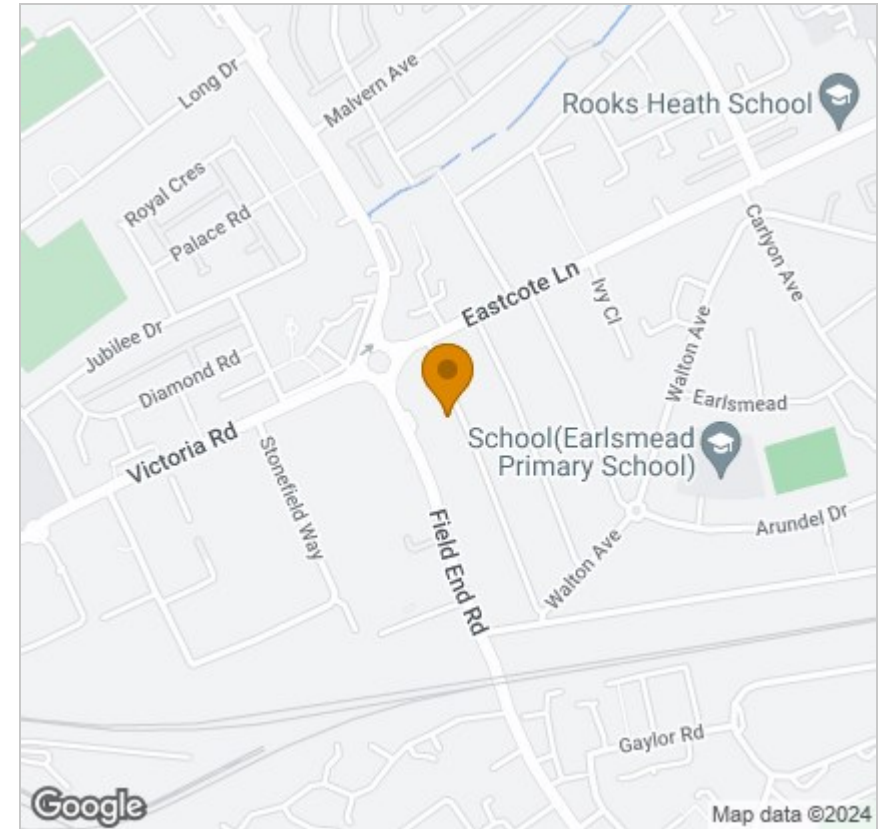 Long Dr
Malvern Ave
Rooks Heath School
Royal Cres
Palace Rd
Carlyon Ave
Eastcote Ln
Ivy Cl
Jubilee Dr
Walton Ave
Diamond Rd
Earlsmead
Victoria Rd
Stonefield Way
School(Earlsmead
Primary School)
Field End Rd
Arundel Dr
Walton Ave
Gaylor Rd
Google
Map data ©2024